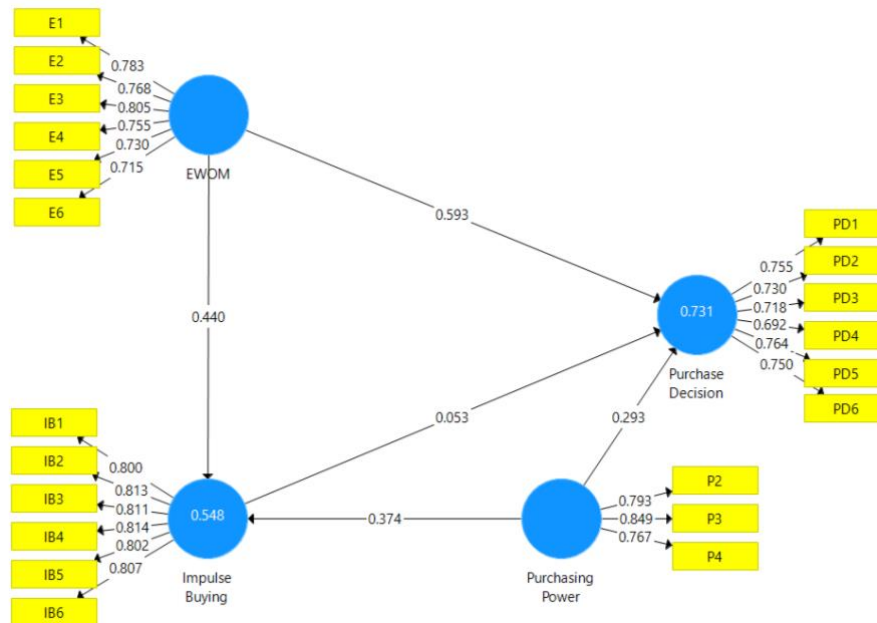 E1
E2
E3
E4
E5
E6
0.783
0.768
0.805
0.755
0.730
0.715
EWOM
0.593
0.440
PD1
PD2
PD3
PD4
PD5
PD6
0.755
0.730
0.718
0.692
0.764
0.750
0.731
Purchase
Decision
0.053
0.293
IB1
IB2
IB3
IB4
IB5
IB6
0.800
0.813
0.811
0.814
0.802
0.807
0.548
Impulse
Buying
0.374
Purchasing
Power
0.793
0.849
0.767
P2
P3
P4